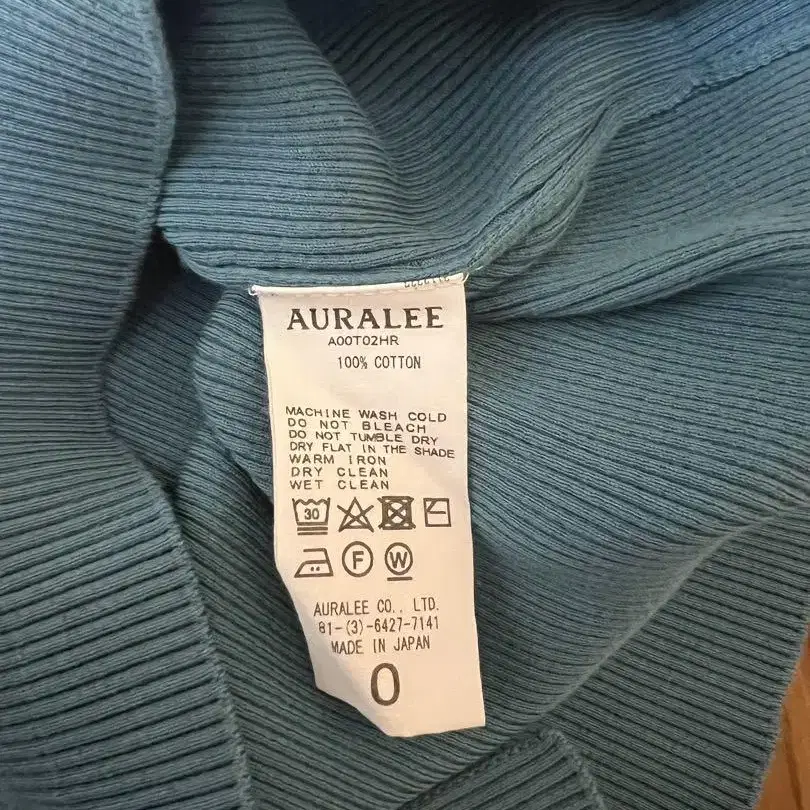 AURALEE
A00T02HR
100% COTTON
MACHINE WASH COLD
DO NOT BLEACH
DO NOT TUMBLE DRY
DRY FLAT IN THE SHADE
WARM IRON
DRY CLEAN
WET CLEAN
30
F W
AURALEE CO., LTD.
81-(3)-6427-7141
MADE IN JAPAN
0